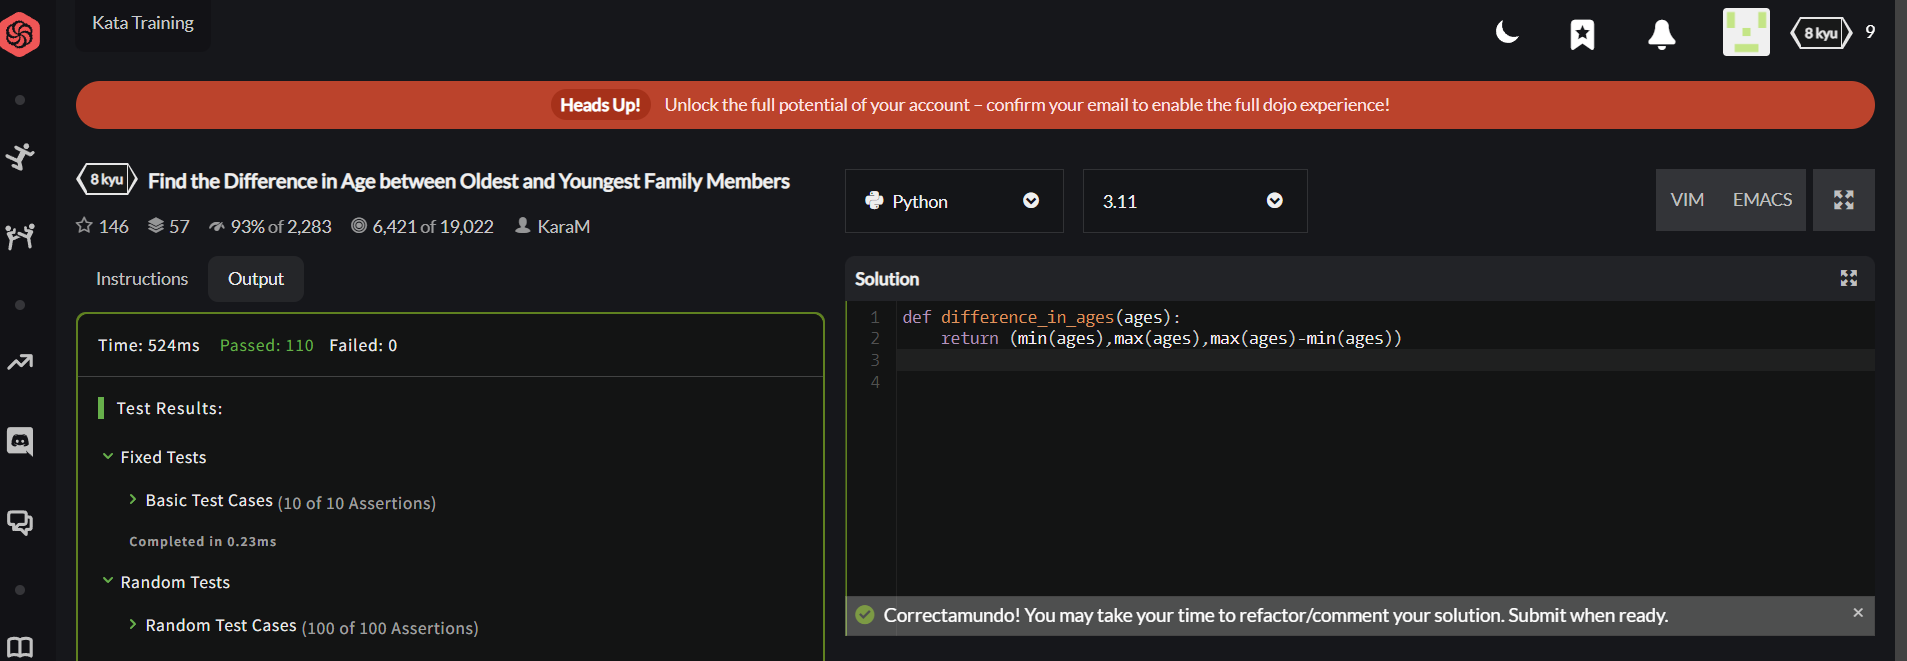 Kata Training
8 kyu 9
Heads Up! Unlock the full potential of your account – confirm your email to enable the full dojo experience!
8 kyu Find the Difference in Age between Oldest and Youngest Family Members
146 57 93% of 2,283 6,421 of 19,022 KaraM
Python 3.11 VIM EMACS
Instructions Output
Time: 524ms Passed: 110 Failed: 0
Test Results:
Fixed Tests
Basic Test Cases (10 of 10 Assertions)
Completed in 0.23ms
Random Tests
Random Test Cases (100 of 100 Assertions)
Solution
1 def difference_in_ages(ages):
2     return (min(ages),max(ages),max(ages)-min(ages))
3
4
Correctamundo! You may take your time to refactor/comment your solution. Submit when ready. ×